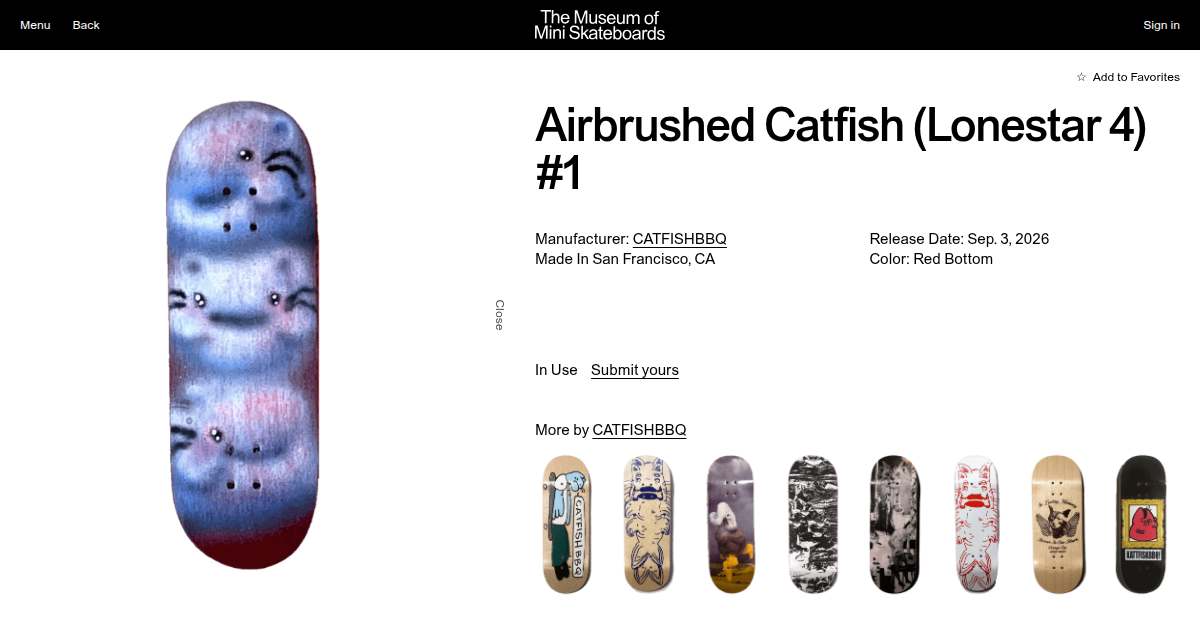 Menu
Back
The Museum of
Mini Skateboards
Sign in
☆ Add to Favorites
Airbrushed Catfish (Lonestar 4)
#1
Manufacturer: CATFISHBBQ
Made In San Francisco, CA
Release Date: Sep. 3, 2026
Color: Red Bottom
Close
In Use
Submit yours
More by CATFISHBBQ
CATFISH BBQ